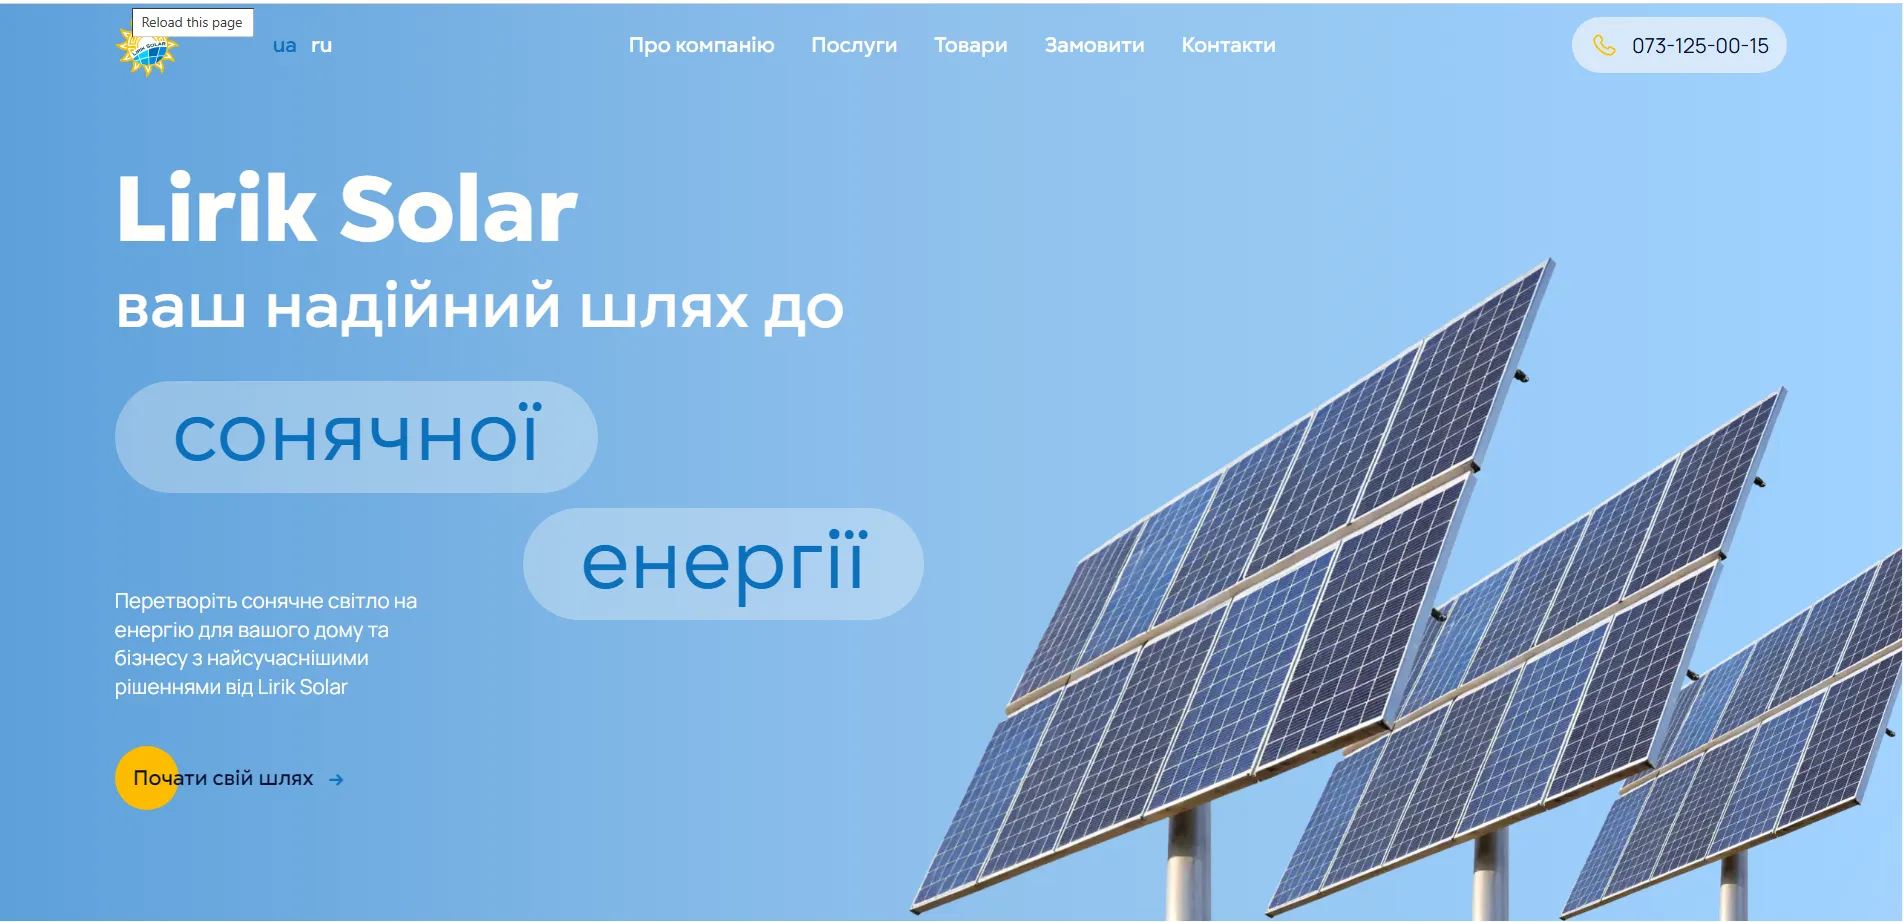 Reload this page
LIRIK SOLAR
ua ru
Про компанію Послуги Товари Замовити Контакти
073-125-00-15
Lirik Solar
ваш надійний шлях до
сонячної
енергії
Перетворіть сонячне світло на
енергію для вашого дому та
бізнесу з найсучаснішими
рішеннями від Lirik Solar
Почати свій шлях →